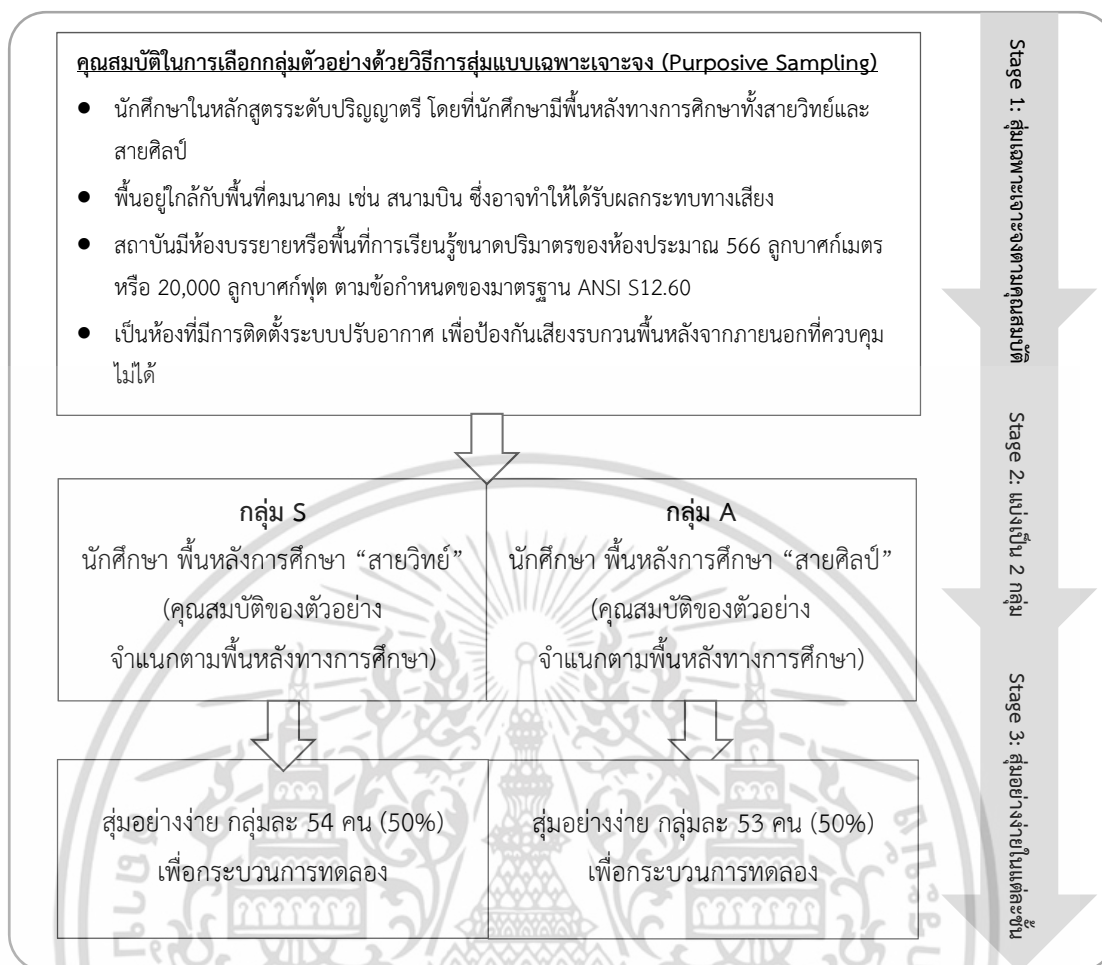 คุณสมบัติในการเลือกกลุ่มตัวอย่างด้วยวิธีการสุ่มแบบเฉพาะเจาะจง (Purposive Sampling)
● นักศึกษาในหลักสูตรระดับปริญญาตรี โดยที่นักศึกษามีพื้นหลังทางการศึกษาทั้งสายวิทย์และ
สายศิลป์
● พื้นอยู่ใกล้กับพื้นที่คมนาคม เช่น สนามบิน ซึ่งอาจทำให้ได้รับผลกระทบทางเสียง
● สถาบันมีห้องบรรยายหรือพื้นที่การเรียนรู้ขนาดปริมาตรของห้องประมาณ 566 ลูกบาศก์เมตร
หรือ 20,000 ลูกบาศก์ฟุต ตามข้อกำหนดของมาตรฐาน ANSI S12.60
● เป็นห้องที่มีการติดตั้งระบบปรับอากาศ เพื่อป้องกันเสียงรบกวนพื้นหลังจากภายนอกที่ควบคุม
ไม่ได้
Stage 1: สุ่มเฉพาะเจาะจงตามคุณสมบัติ
กลุ่ม S
นักศึกษา พื้นหลังการศึกษา “สายวิทย์”
(คุณสมบัติของตัวอย่าง
จำแนกตามพื้นหลังทางการศึกษา)
กลุ่ม A
นักศึกษา พื้นหลังการศึกษา “สายศิลป์”
(คุณสมบัติของตัวอย่าง
จำแนกตามพื้นหลังทางการศึกษา)
Stage 2: แบ่งเป็น 2 กลุ่ม
สุ่มอย่างง่าย กลุ่มละ 54 คน (50%)
เพื่อกระบวนการทดลอง
สุ่มอย่างง่าย กลุ่มละ 53 คน (50%)
เพื่อกระบวนการทดลอง
Stage 3: สุ่มอย่างง่ายในแต่ละชั้น